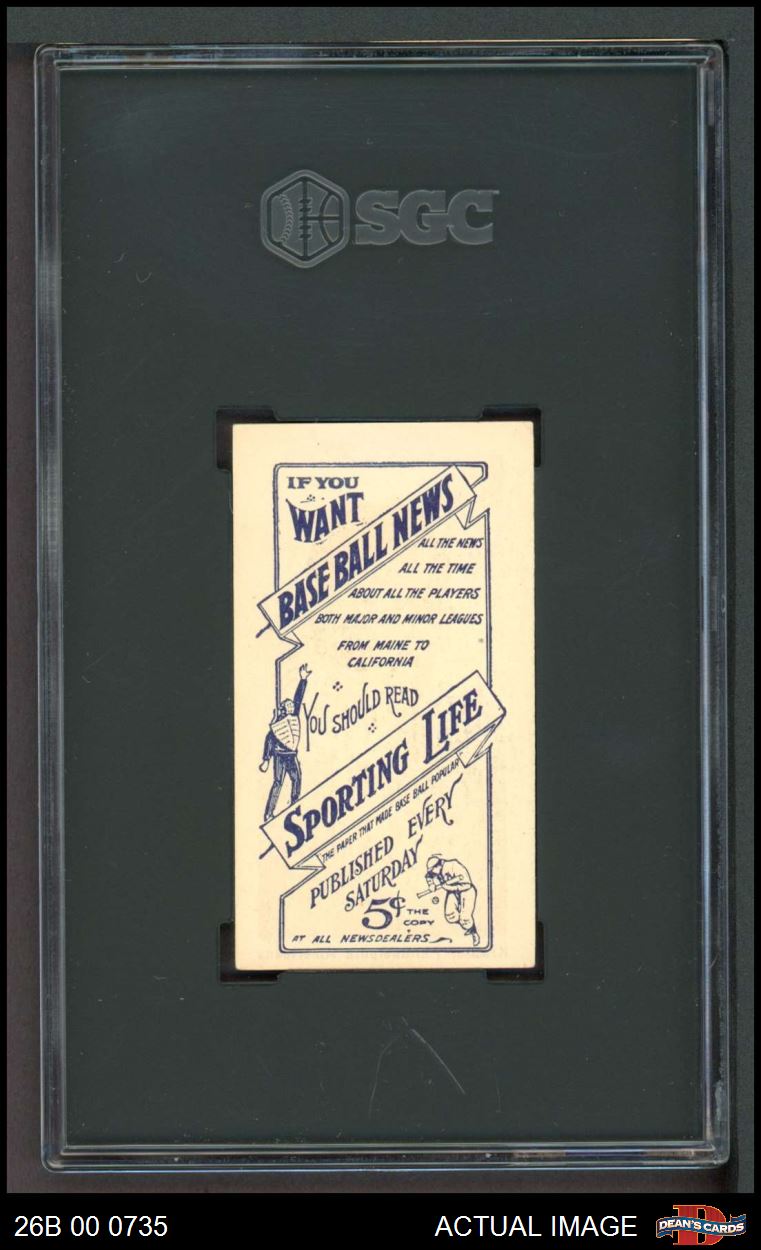 SGC
IF YOU
WANT
BASE BALL NEWS
ALL THE NEWS
ALL THE TIME
ABOUT ALL THE PLAYERS
BOTH MAJOR AND MINOR LEAGUES
FROM MAINE TO
CALIFORNIA
YOU SHOULD READ
SPORTING LIFE
THE PAPER THAT MADE BASE BALL POPULAR
PUBLISHED EVERY
SATURDAY
5¢ THE
COPY
AT ALL NEWSDEALERS
26B 00 0735
ACTUAL IMAGE
D
DEAN'S CARDS